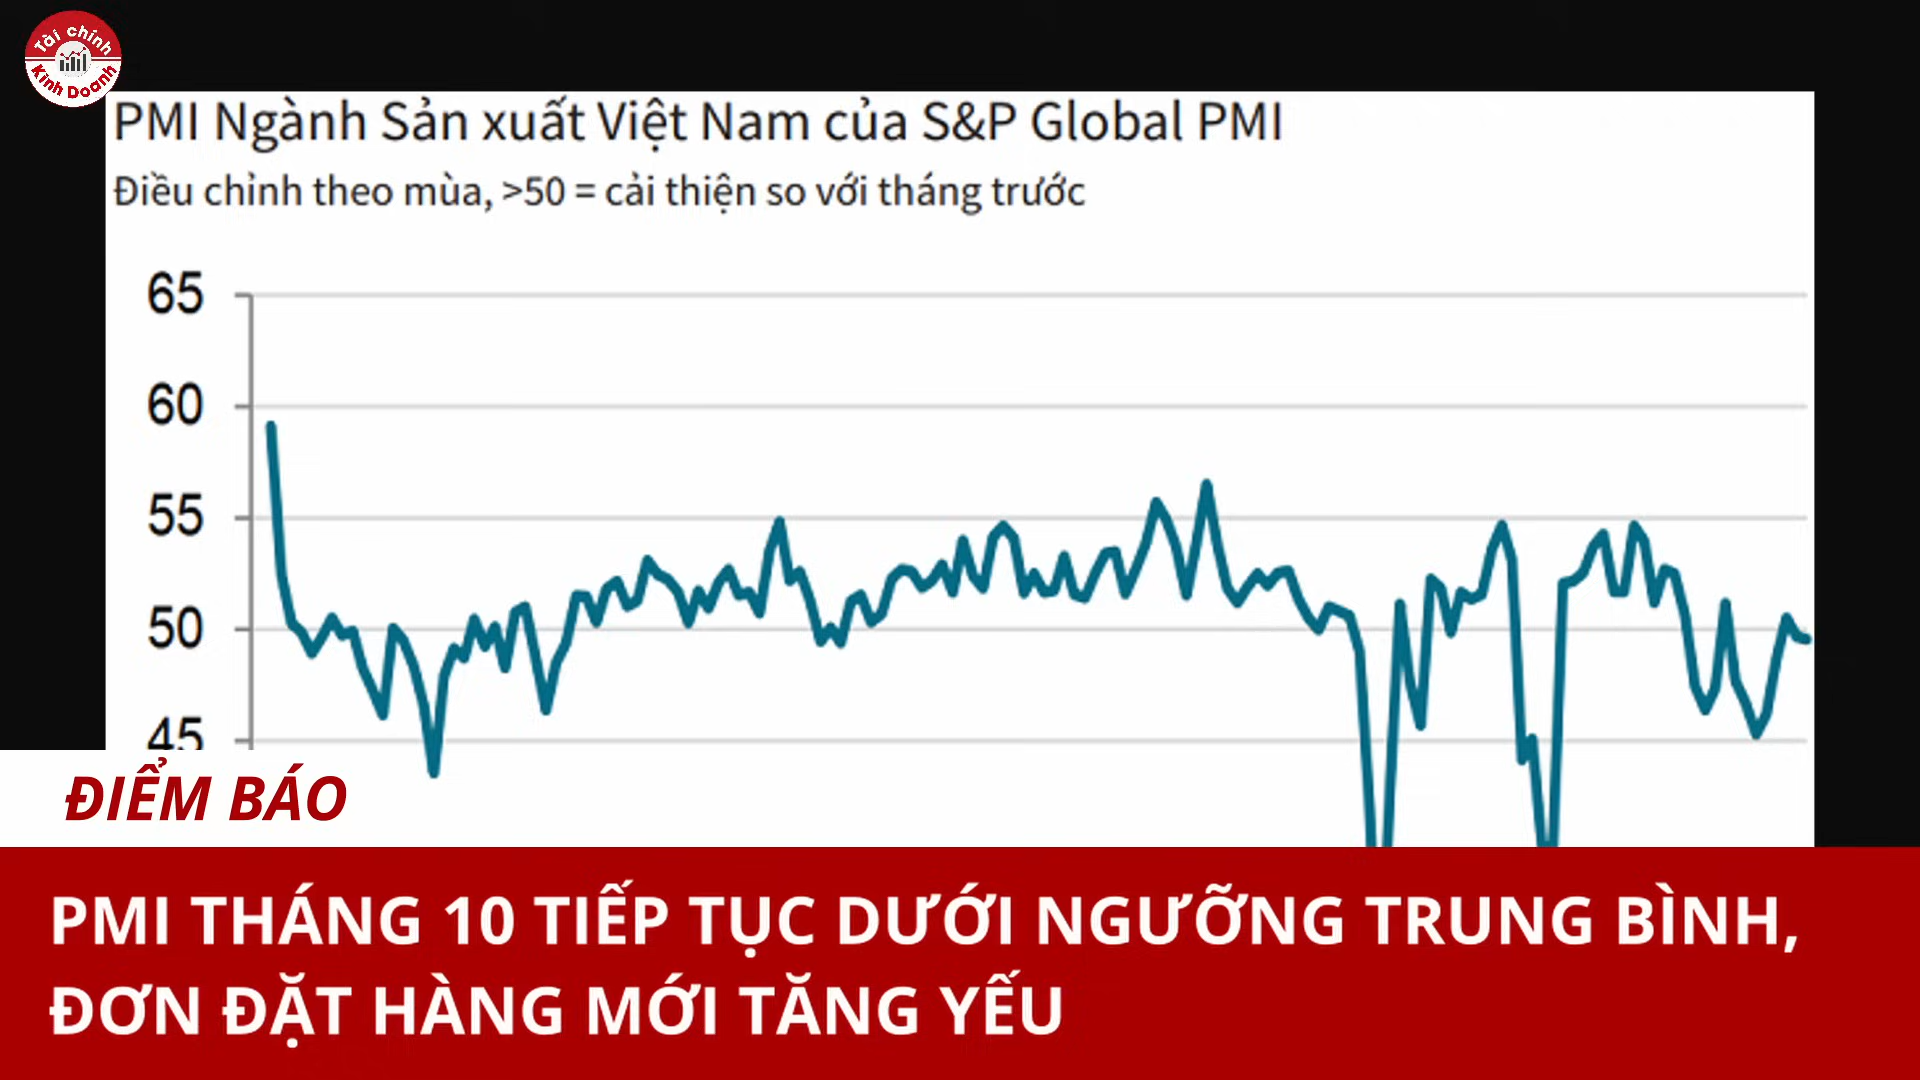 Tài chính
Kinh Doanh
PMI Ngành Sản xuất Việt Nam của S&P Global PMI
Điều chỉnh theo mùa, >50 = cải thiện so với tháng trước
65
60
55
50
45
ĐIỂM BÁO
PMI THÁNG 10 TIẾP TỤC DƯỚI NGƯỠNG TRUNG BÌNH,
ĐƠN ĐẶT HÀNG MỚI TĂNG YẾU